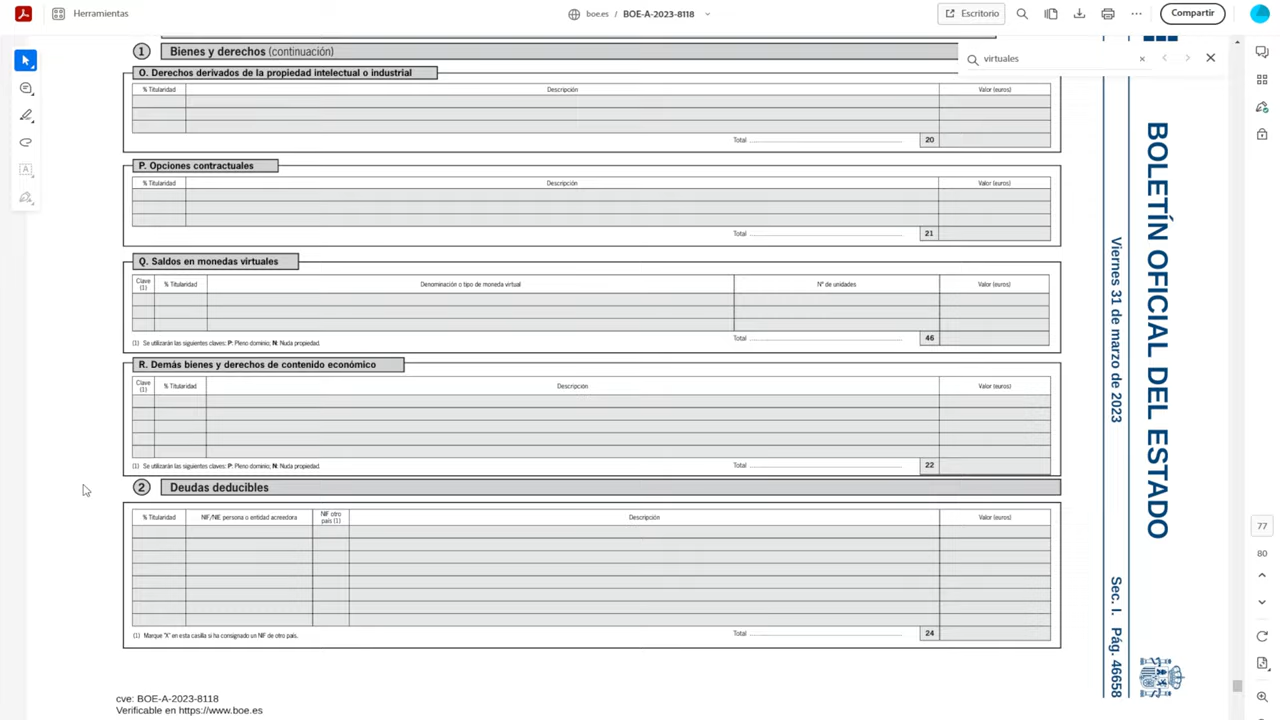 Herramientas
boe.es / BOE-A-2023-8118
Escritorio
Compartir
virtuales
1 Bienes y derechos (continuación)
O. Derechos derivados de la propiedad intelectual o industrial
% Titularidad Descripción Valor (euros)
Total 20
P. Opciones contractuales
% Titularidad Descripción Valor (euros)
Total 21
Q. Saldos en monedas virtuales
Clave (1) % Titularidad Denominación o tipo de moneda virtual Nº de unidades Valor (euros)
Total 46
(1) Se utilizarán las siguientes claves: P: Pleno dominio; N: Nuda propiedad.
R. Demás bienes y derechos de contenido económico
Clave (1) % Titularidad Descripción Valor (euros)
(1) Se utilizarán las siguientes claves: P: Pleno dominio; N: Nuda propiedad. Total 22
2 Deudas deducibles
% Titularidad NIF/NIE persona o entidad acreedora NIF otro país (1) Descripción Valor (euros)
(1) Marque "X" en esta casilla si ha consignado un NIF de otro país. Total 24
cve: BOE-A-2023-8118
Verificable en https://www.boe.es
BOLETÍN OFICIAL DEL ESTADO
Viernes 31 de marzo de 2023
Sec. I. Pág. 46658
77
80